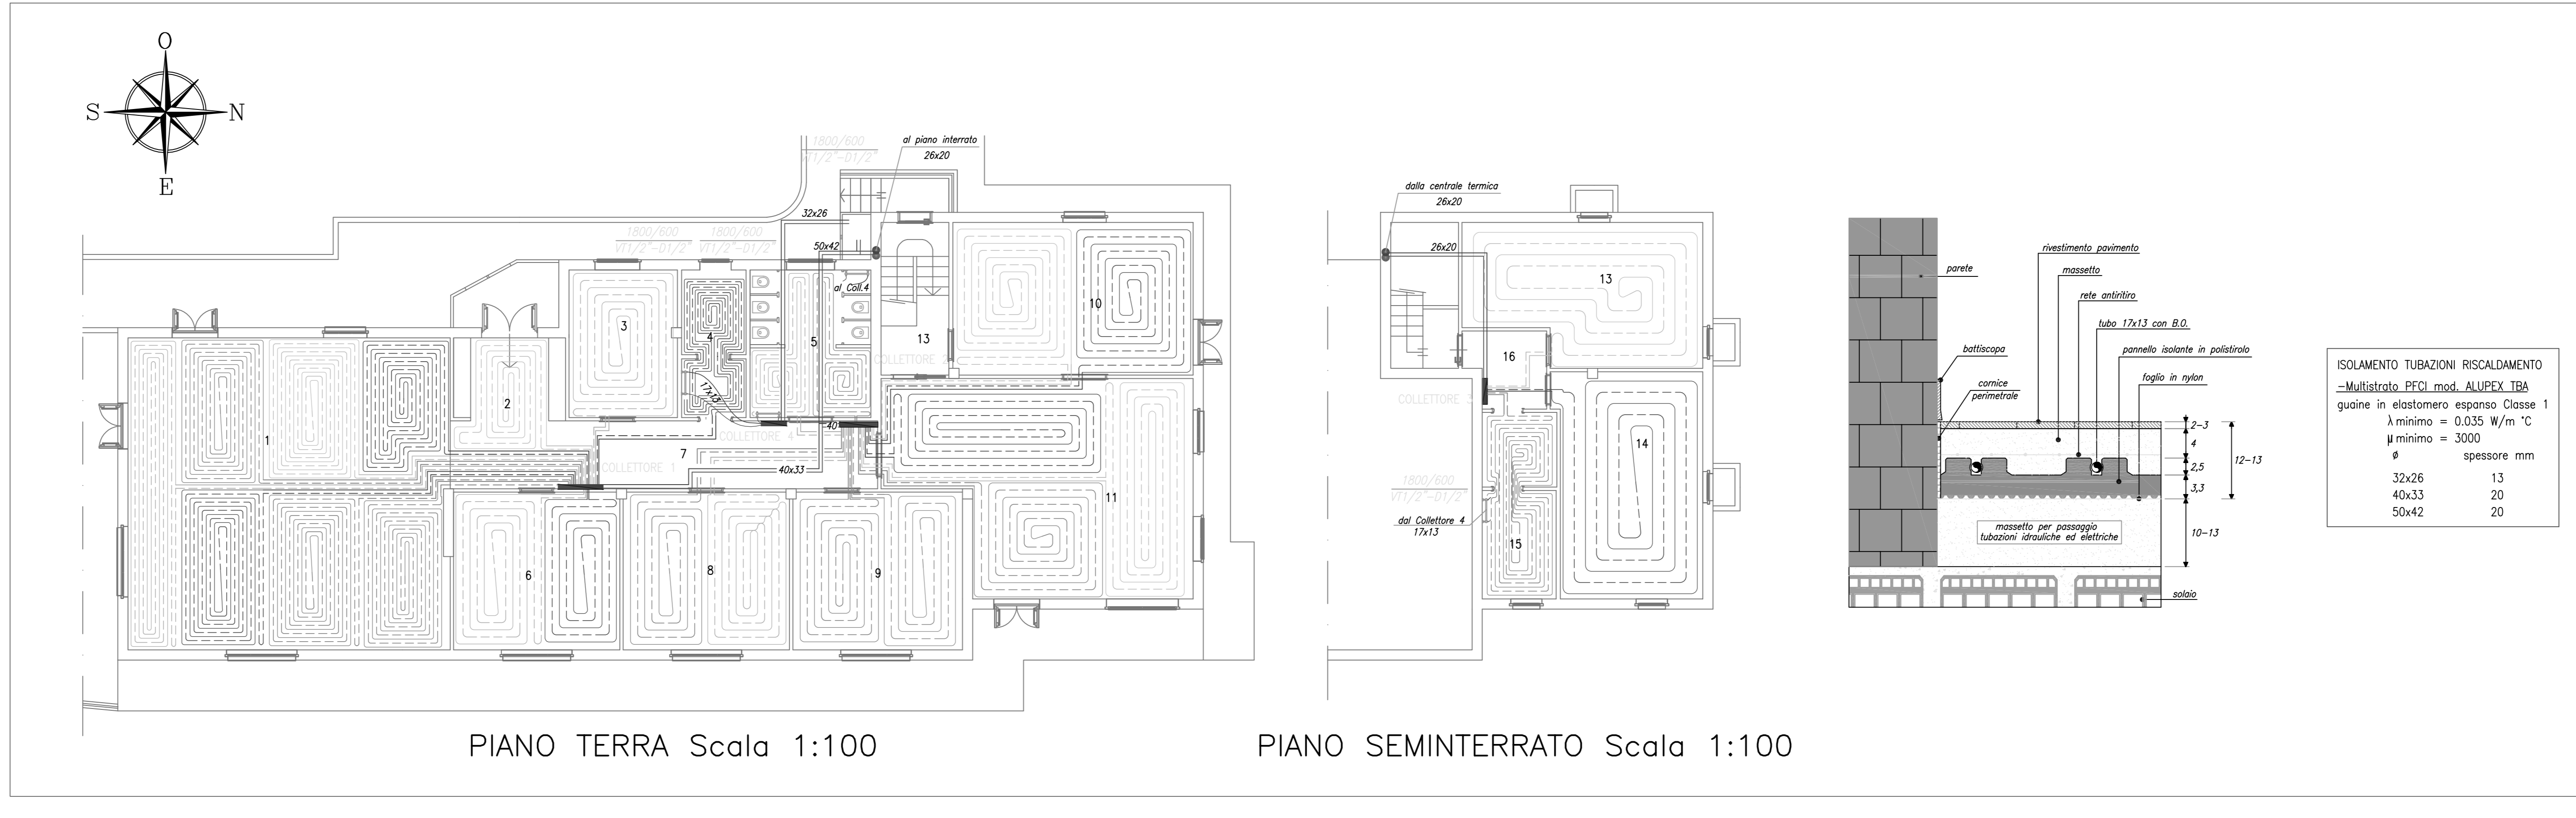 O
S
N
E
1800/600
VT1/2"-D1/2"
al piano interrato
26x20
1800/600
VT1/2"-D1/2"
1800/600
VT1/2"-D1/2"
32x26
50x42
al Coll.4
1
2
3
4
5
13
10
17x13
COLLETTORE 4
COLLETTORE 1
7
40x33
40
11
6
8
9
PIANO TERRA Scala 1:100
dalla centrale termica
26x20
26x20
13
16
COLLETTORE 3
14
1800/600
VT1/2"-D1/2"
dal Collettore 4
17x13
15
PIANO SEMINTERRATO Scala 1:100
rivestimento pavimento
parete
massetto
rete antiritiro
tubo 17x13 con B.O.
battiscopa
pannello isolante in polistirolo
cornice
perimetrale
foglio in nylon
2-3
4
2,5
3,3
12-13
10-13
massetto per passaggio
tubazioni idrauliche ed elettriche
solaio
ISOLAMENTO TUBAZIONI RISCALDAMENTO
-Multistrato PFCI mod. ALUPEX TBA
guaine in elastomero espanso Classe 1
λ minimo = 0.035 W/m °C
μ minimo = 3000
ø spessore mm
32x26 13
40x33 20
50x42 20